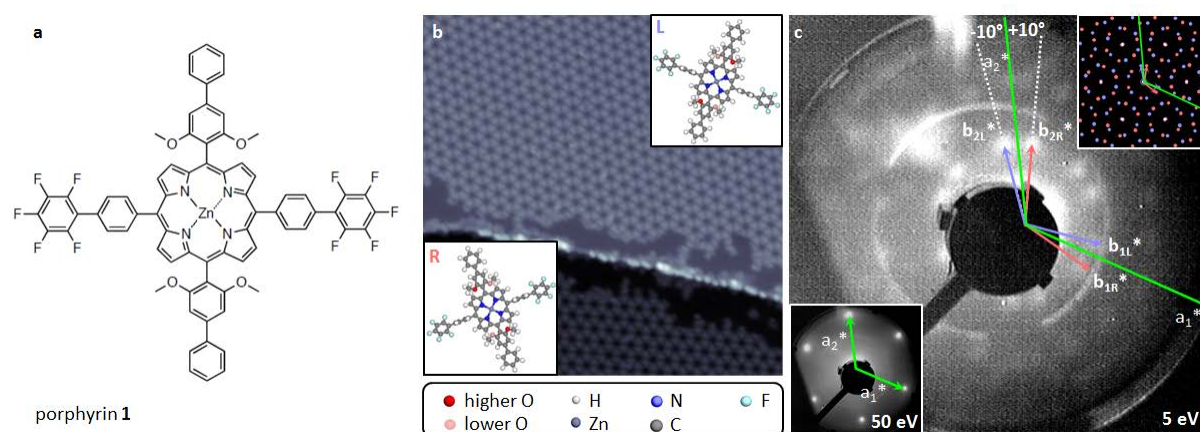 a
O
O
N
N
Zn
N
N
O
O
F
F
F
F
F
F
F
F
F
F
porphyrin 1
b
L
R
higher O
H
N
F
lower O
Zn
C
c
-10°
+10°
a2*
b2L*
b2R*
b1L*
b1R*
a1*
a2*
a1*
50 eV
5 eV